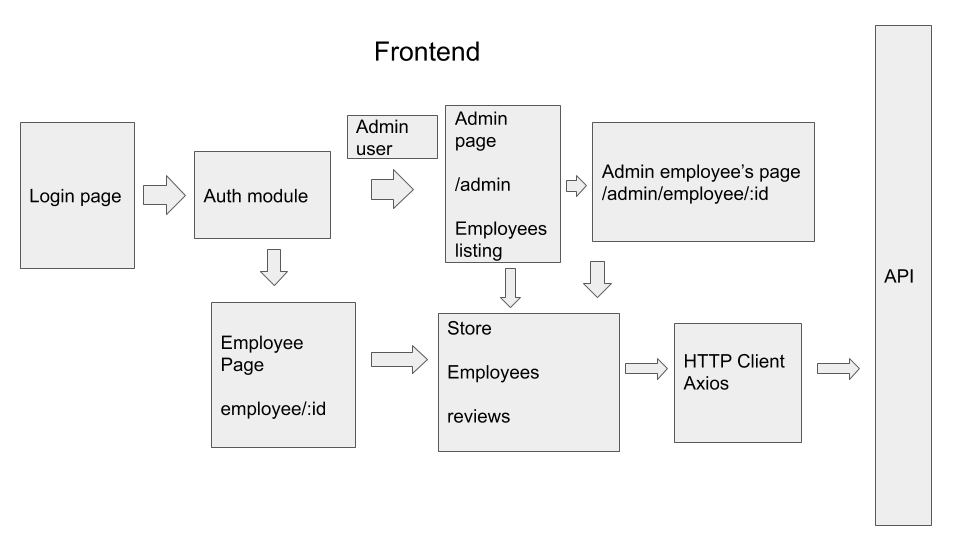 Frontend
Login page
Auth module
Admin
user
Admin
page
/admin
Employees
listing
Admin employee’s page
/admin/employee/:id
Employee
Page
employee/:id
Store
Employees
reviews
HTTP Client
Axios
API